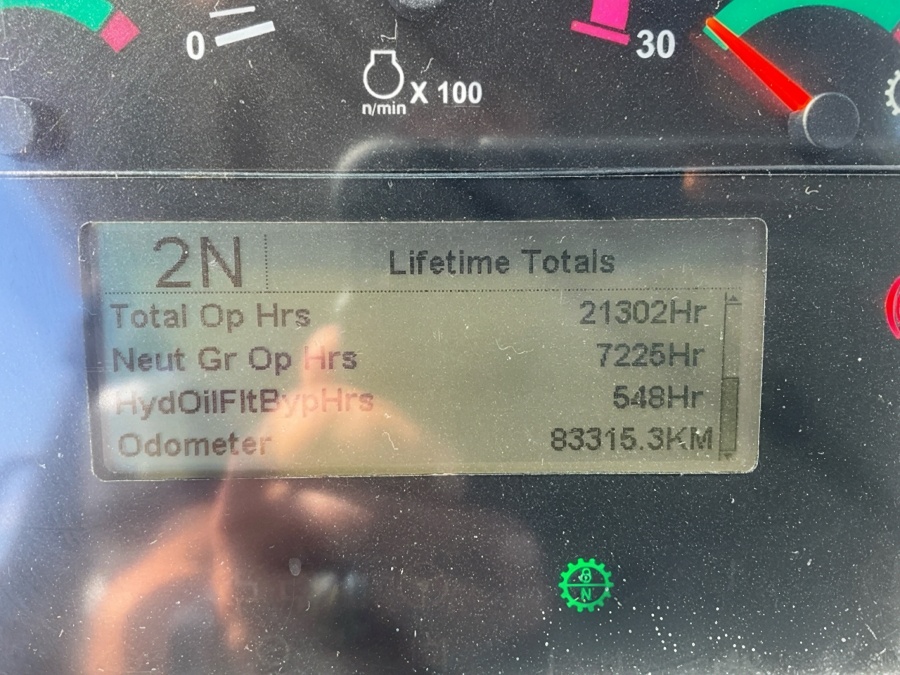 0
30
n/min X 100
2N Lifetime Totals
Total Op Hrs 21302Hr
Neut Gr Op Hrs 7225Hr
HydOilFltBypHrs 548Hr
Odometer 83315.3KM
N